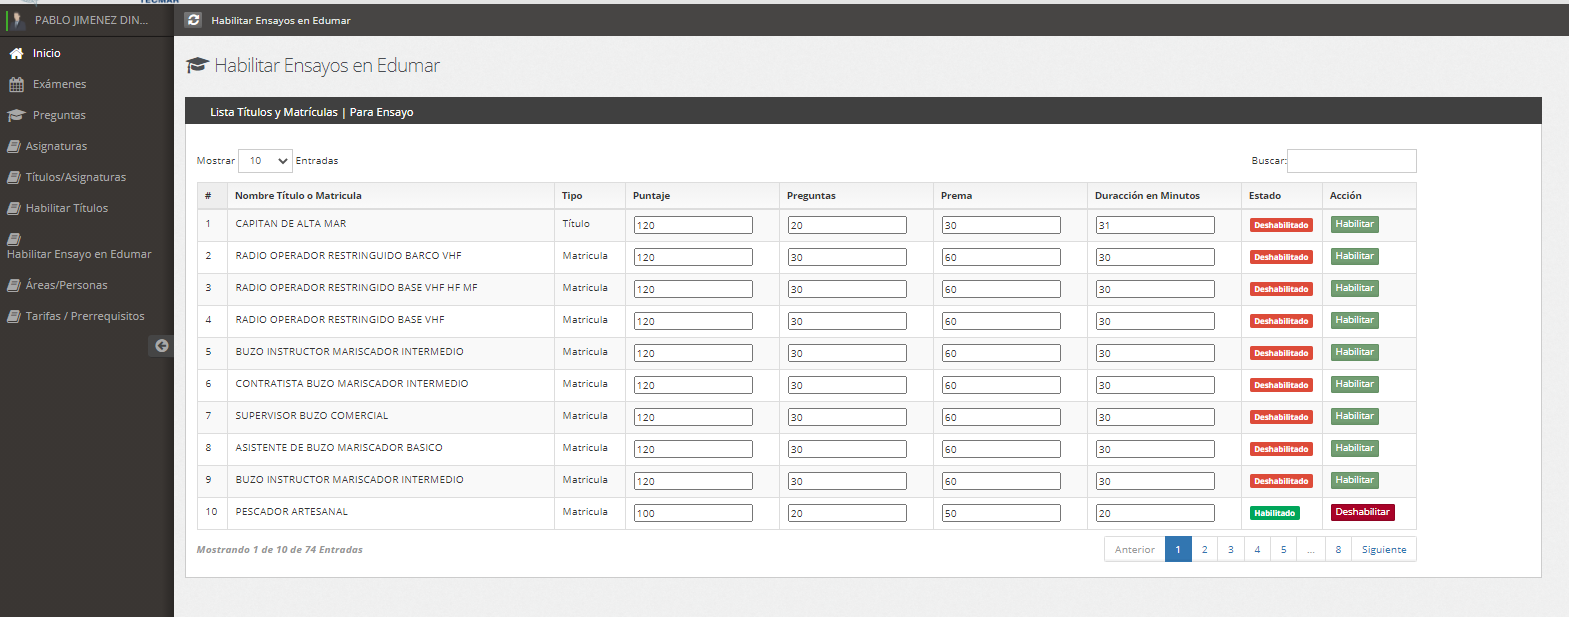 TECMAR
PABLO JIMENEZ DIN...
Habilitar Ensayos en Edumar
Inicio
Exámenes
Preguntas
Asignaturas
Títulos/Asignaturas
Habilitar Títulos
Habilitar Ensayo en Edumar
Áreas/Personas
Tarifas / Prerrequisitos
Habilitar Ensayos en Edumar
Lista Títulos y Matrículas | Para Ensayo
Mostrar 10 Entradas Buscar:
# Nombre Título o Matricula Tipo Puntaje Preguntas Prema Duracción en Minutos Estado Acción
1 CAPITAN DE ALTA MAR Título 120 20 30 31 Deshabilitado Habilitar
2 RADIO OPERADOR RESTRINGUIDO BARCO VHF Matricula 120 30 60 30 Deshabilitado Habilitar
3 RADIO OPERADOR RESTRINGIDO BASE VHF HF MF Matricula 120 30 60 30 Deshabilitado Habilitar
4 RADIO OPERADOR RESTRINGIDO BASE VHF Matricula 120 30 60 30 Deshabilitado Habilitar
5 BUZO INSTRUCTOR MARISCADOR INTERMEDIO Matricula 120 30 60 30 Deshabilitado Habilitar
6 CONTRATISTA BUZO MARISCADOR INTERMEDIO Matricula 120 30 60 30 Deshabilitado Habilitar
7 SUPERVISOR BUZO COMERCIAL Matricula 120 30 60 30 Deshabilitado Habilitar
8 ASISTENTE DE BUZO MARISCADOR BASICO Matricula 120 30 60 30 Deshabilitado Habilitar
9 BUZO INSTRUCTOR MARISCADOR INTERMEDIO Matricula 120 30 60 30 Deshabilitado Habilitar
10 PESCADOR ARTESANAL Matricula 100 20 50 20 Habilitado Deshabilitar
Mostrando 1 de 10 de 74 Entradas
Anterior 1 2 3 4 5 ... 8 Siguiente